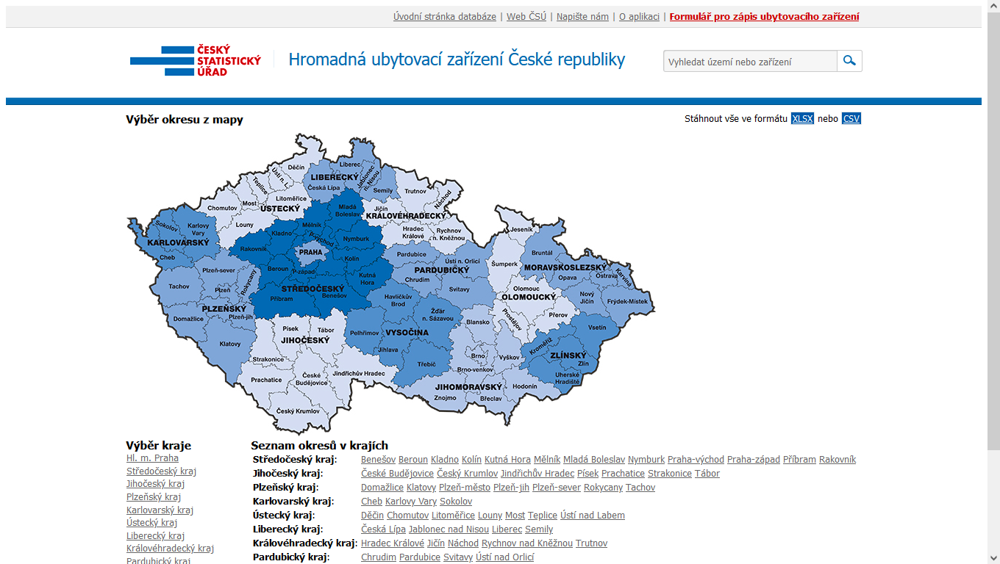 Úvodní stránka databáze | Web ČSÚ | Napište nám | O aplikaci | Formulář pro zápis ubytovacího zařízení
ČESKÝ
STATISTICKÝ
ÚŘAD
Hromadná ubytovací zařízení České republiky
Vyhledat území nebo zařízení
Výběr okresu z mapy
Stáhnout vše ve formátu XLSX nebo CSV
Děčín
Liberec
Ústí n. L.
LIBERECKÝ
Jablonec
n. Nisou
Teplice
Česká Lípa
Semily
Trutnov
Náchod
Litoměřice
Most
Chomutov
ÚSTECKÝ
Mladá
Boleslav
Jičín
KRÁLOVÉHRADECKÝ
Sokolov
Karlovy
Vary
Louny
Mělník
Hradec
Králové
Rychnov
n. Kněžnou
Jeseník
KARLOVARSKÝ
Kladno
P-východ
Nymburk
Rakovník
PRAHA
Cheb
Kolín
Pardubice
Ústí n. Orlicí
Bruntál
Šumperk
MORAVSKOSLEZSKÝ
Plzeň-sever
Rokycany
Beroun
P-západ
Kutná
Hora
PARDUBICKÝ
Chrudim
Opava
Ostrava
Karviná
Tachov
Plzeň
STŘEDOČESKÝ
Svitavy
Olomouc
OLOMOUCKÝ
Nový
Jičín
Frýdek-Místek
Příbram
Benešov
Havlíčkův
Brod
PLZEŇSKÝ
Domažlice
Plzeň-jih
Žďár
n. Sázavou
Prostějov
Přerov
Blansko
Písek
Tábor
Pelhřimov
VYSOČINA
Vsetín
JIHOČESKÝ
Klatovy
Kroměříž
Jihlava
Brno
Vyškov
ZLÍNSKÝ
Zlín
Strakonice
Třebíč
Brno-venkov
Prachatice
České
Budějovice
Jindřichův Hradec
Uherské
Hradiště
JIHOMORAVSKÝ
Hodonín
Znojmo
Břeclav
Český Krumlov
Výběr kraje
Hl. m. Praha
Středočeský kraj
Jihočeský kraj
Plzeňský kraj
Karlovarský kraj
Ústecký kraj
Liberecký kraj
Královéhradecký kraj
Pardubický kraj
Seznam okresů v krajích
Středočeský kraj: Benešov Beroun Kladno Kolín Kutná Hora Mělník Mladá Boleslav Nymburk Praha-východ Praha-západ Příbram Rakovník
Jihočeský kraj: České Budějovice Český Krumlov Jindřichův Hradec Písek Prachatice Strakonice Tábor
Plzeňský kraj: Domažlice Klatovy Plzeň-město Plzeň-jih Plzeň-sever Rokycany Tachov
Karlovarský kraj: Cheb Karlovy Vary Sokolov
Ústecký kraj: Děčín Chomutov Litoměřice Louny Most Teplice Ústí nad Labem
Liberecký kraj: Česká Lípa Jablonec nad Nisou Liberec Semily
Královéhradecký kraj: Hradec Králové Jičín Náchod Rychnov nad Kněžnou Trutnov
Pardubický kraj: Chrudim Pardubice Svitavy Ústí nad Orlicí